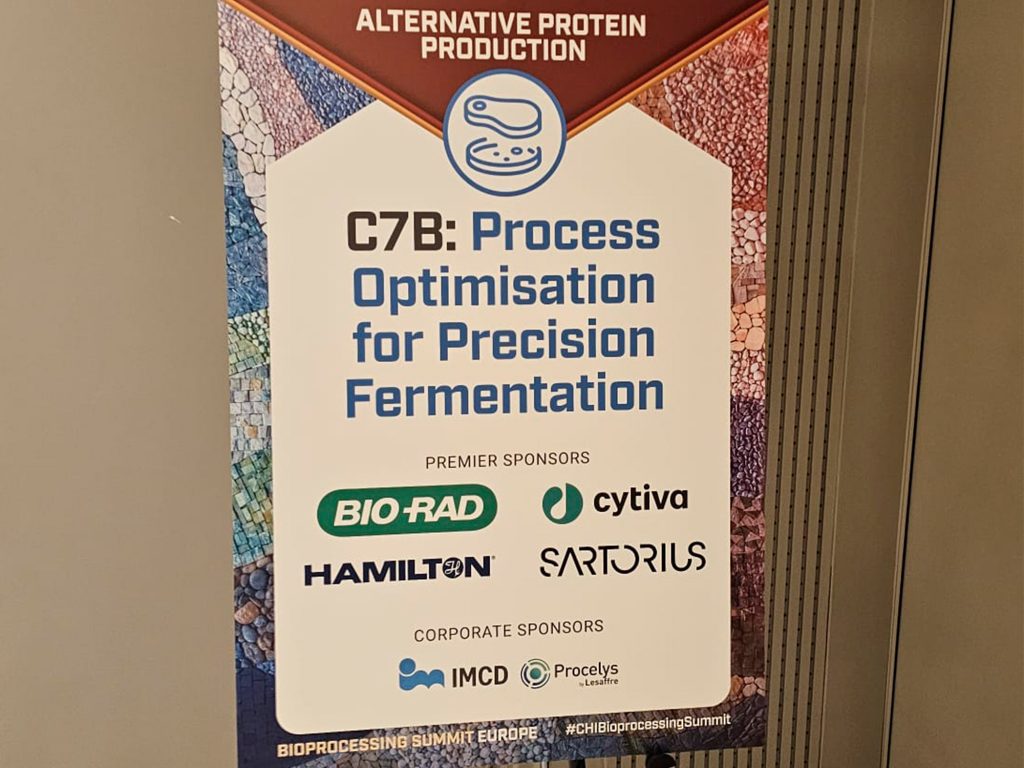 ALTERNATIVE PROTEIN
PRODUCTION
C7B: Process
Optimisation
for Precision
Fermentation
PREMIER SPONSORS
BIO-RAD
cytiva
HAMILTON®
SARTORIUS
CORPORATE SPONSORS
IMCD
Procelys
by Lesaffre
BIOPROCESSING SUMMIT EUROPE
#CHIBioprocessingSummit